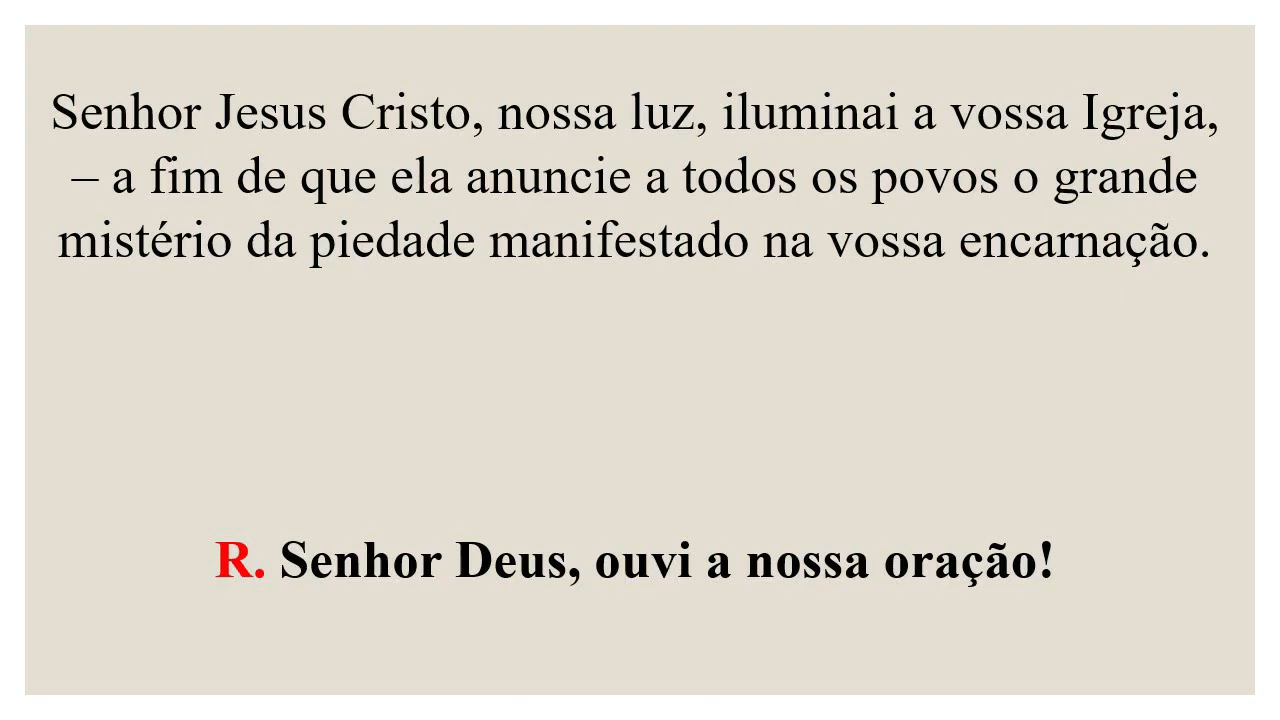 Senhor Jesus Cristo, nossa luz, iluminai a vossa Igreja,
– a fim de que ela anuncie a todos os povos o grande
mistério da piedade manifestado na vossa encarnação.
R. Senhor Deus, ouvi a nossa oração!